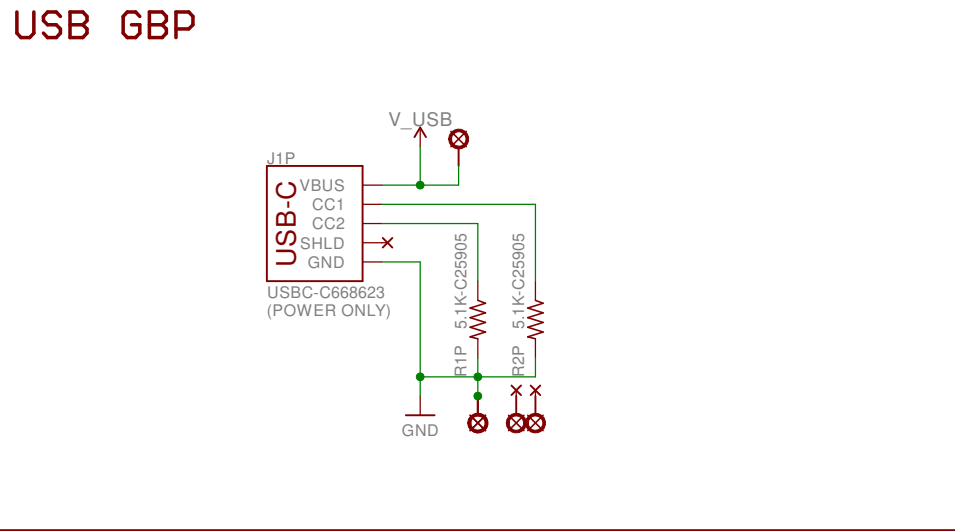 USB GBP
V_USB
J1P
USB-C
VBUS
CC1
CC2
SHLD
GND
USBC-C668623
(POWER ONLY)
R1P 5.1K-C25905
R2P 5.1K-C25905
GND